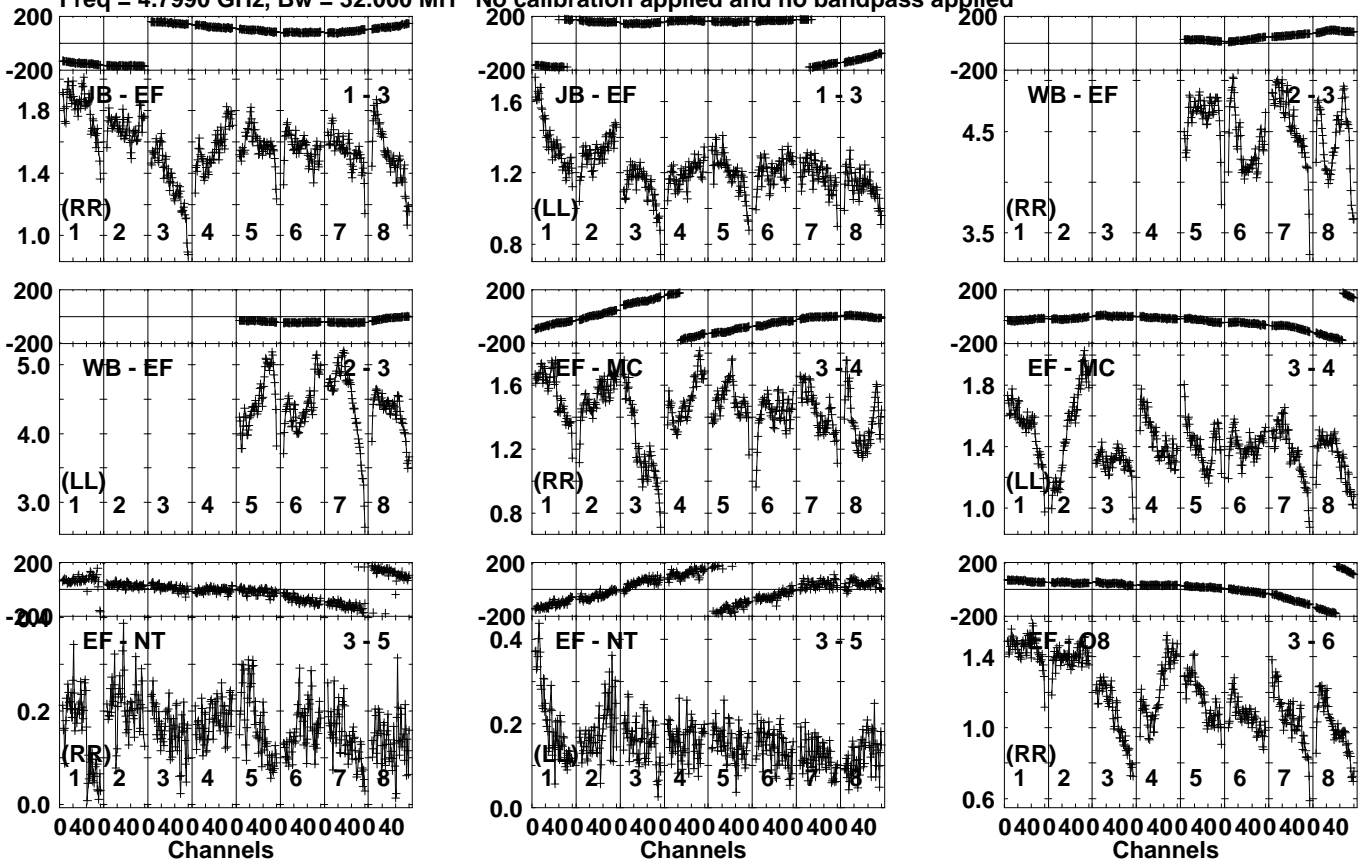 Freq = 4.7990 GHz, Bw = 32.000 MH No calibration applied and no bandpass applied
200 200 200
-200 -200 -200
JB - EF 1 - 3 JB - EF 1 - 3 WB - EF 2 - 3
1.8 1.6 4.5
1.4 1.2 3.5
1.0 0.8
(RR) (LL) (RR)
1 2 3 4 5 6 7 8 1 2 3 4 5 6 7 8 1 2 3 4 5 6 7 8
200 200 200
-200 -200 -200
WB - EF 2 - 3 EF - MC 3 - 4 EF - MC 3 - 4
5.0 1.6 1.8
4.0 1.2 1.4
3.0 0.8 1.0
(LL) (RR) (LL)
1 2 3 4 5 6 7 8 1 2 3 4 5 6 7 8 1 2 3 4 5 6 7 8
200 200 200
-200 -200 -200
0.4 0.4 1.4
EF - NT 3 - 5 EF - NT 3 - 5 EF - O8 3 - 6
0.2 0.2 1.0
0.0 0.0 0.6
(RR) (LL) (RR)
1 2 3 4 5 6 7 8 1 2 3 4 5 6 7 8 1 2 3 4 5 6 7 8
0 40 0 40 0 40 0 40 0 40 0 40 0 40 0 40 0 40 0 40 0 40 0 40 0 40 0 40 0 40 0 40 0 40 0 40 0 40 0 40 0 40 0 40 0 40 0 40
Channels Channels Channels